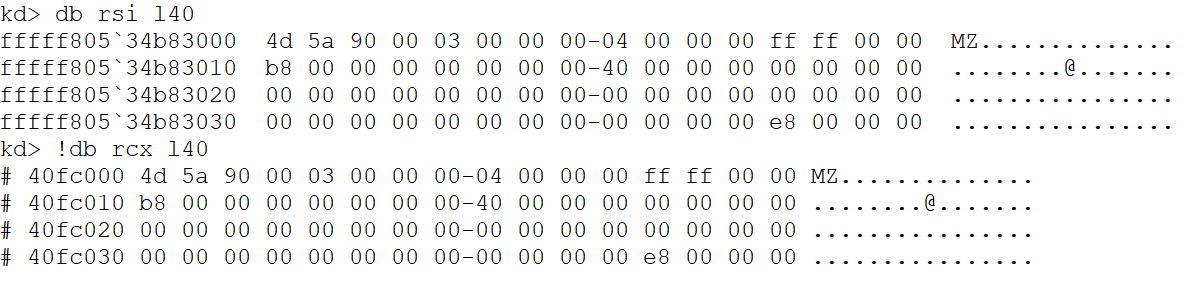 kd> db rsi l40
fffff805`34b83000  4d 5a 90 00 03 00 00 00-04 00 00 00 ff ff 00 00  MZ..............
fffff805`34b83010  b8 00 00 00 00 00 00 00-40 00 00 00 00 00 00 00  ........@.......
fffff805`34b83020  00 00 00 00 00 00 00 00-00 00 00 00 00 00 00 00  ................
fffff805`34b83030  00 00 00 00 00 00 00 00-00 00 00 00 e8 00 00 00  ................
kd> !db rcx l40
# 40fc000 4d 5a 90 00 03 00 00 00-04 00 00 00 ff ff 00 00 MZ..............
# 40fc010 b8 00 00 00 00 00 00 00-40 00 00 00 00 00 00 00 ........@.......
# 40fc020 00 00 00 00 00 00 00 00-00 00 00 00 00 00 00 00 ................
# 40fc030 00 00 00 00 00 00 00 00-00 00 00 00 e8 00 00 00 ................